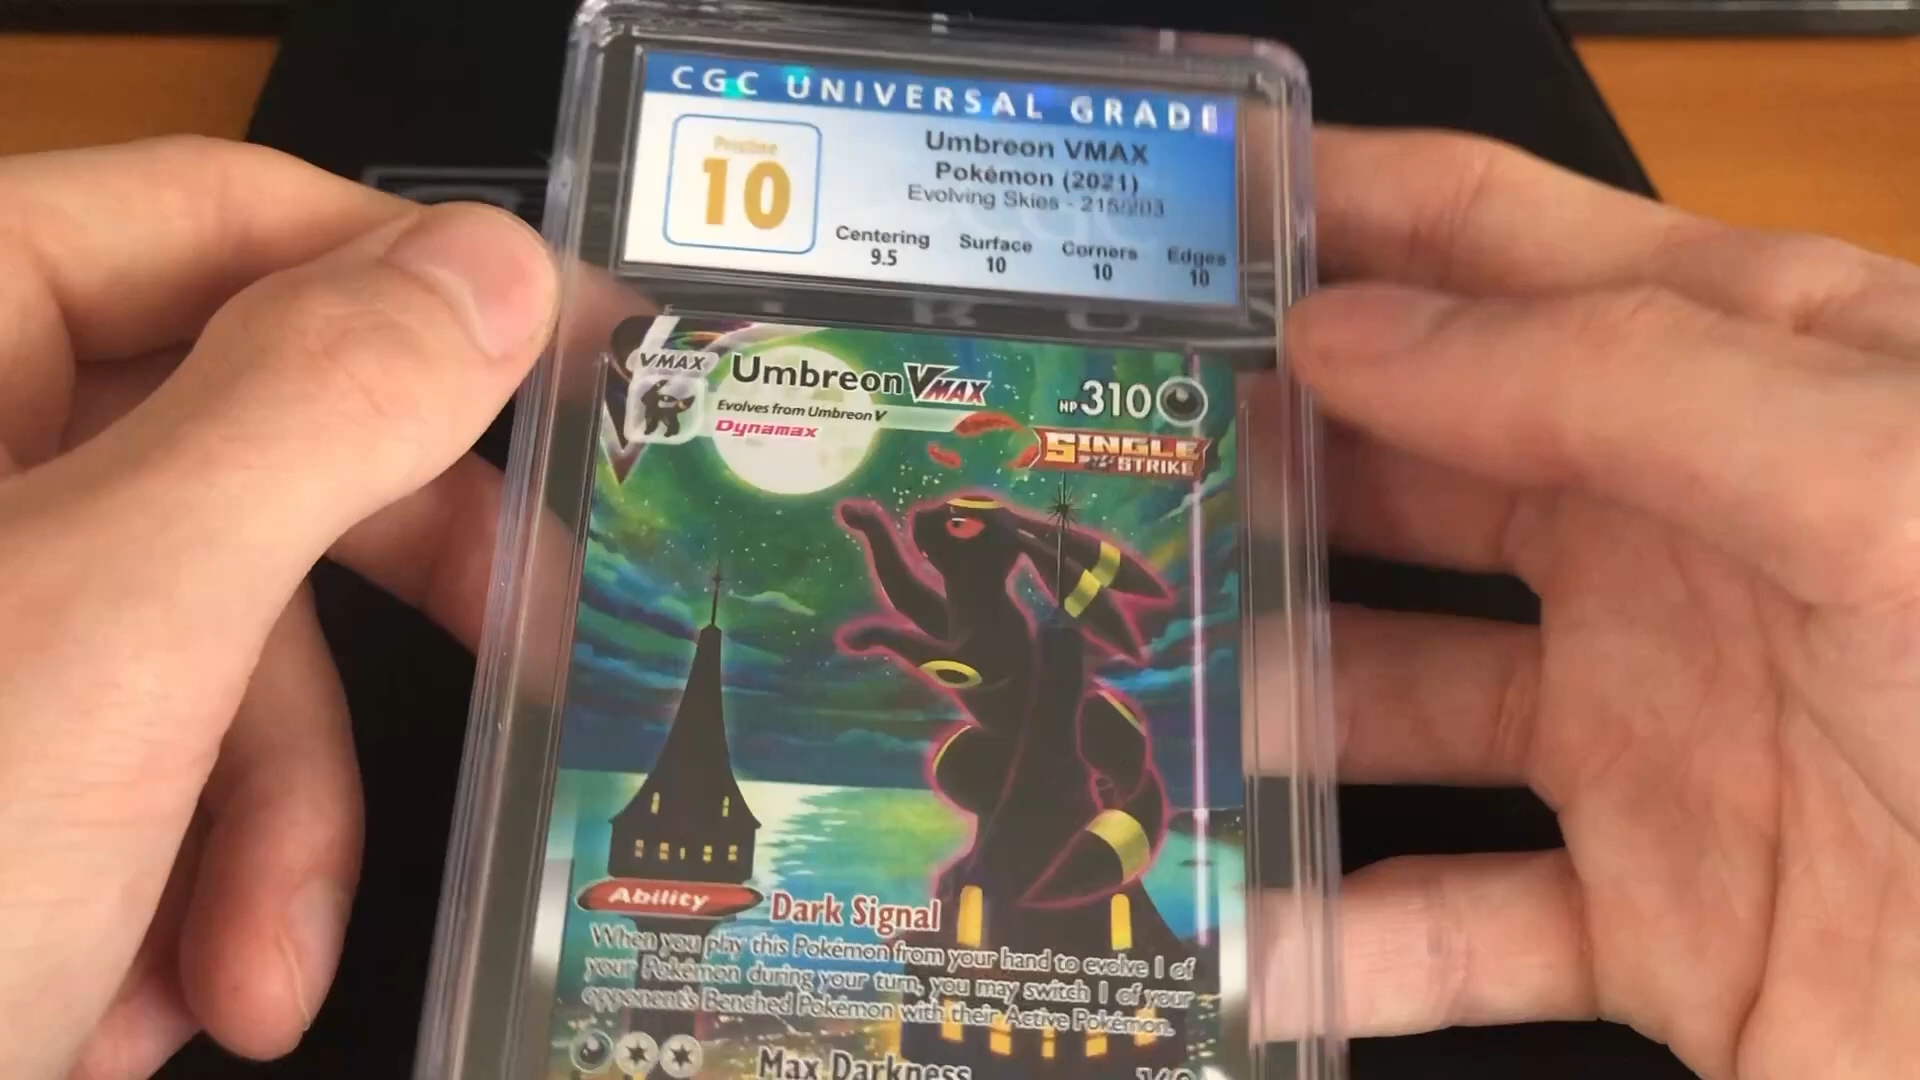 CGC UNIVERSAL GRADE
Pristine
10
Umbreon VMAX
Pokémon (2021)
Evolving Skies - 215/203
Centering Surface Corners Edges
9.5 10 10 10
VMAX
Umbreon VMAX
HP 310
Evolves from Umbreon V
Dynamax
SINGLE
STRIKE
Ability Dark Signal
When you play this Pokémon from your hand to evolve 1 of
your Pokémon during your turn, you may switch 1 of your
opponent's Benched Pokémon with their Active Pokémon.
Max Darkness 160